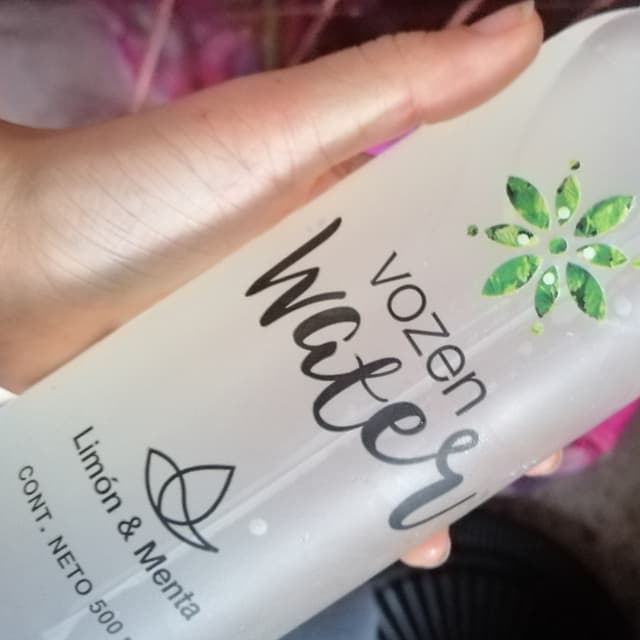 vozen
water
Limón & Menta
CONT. NETO 500